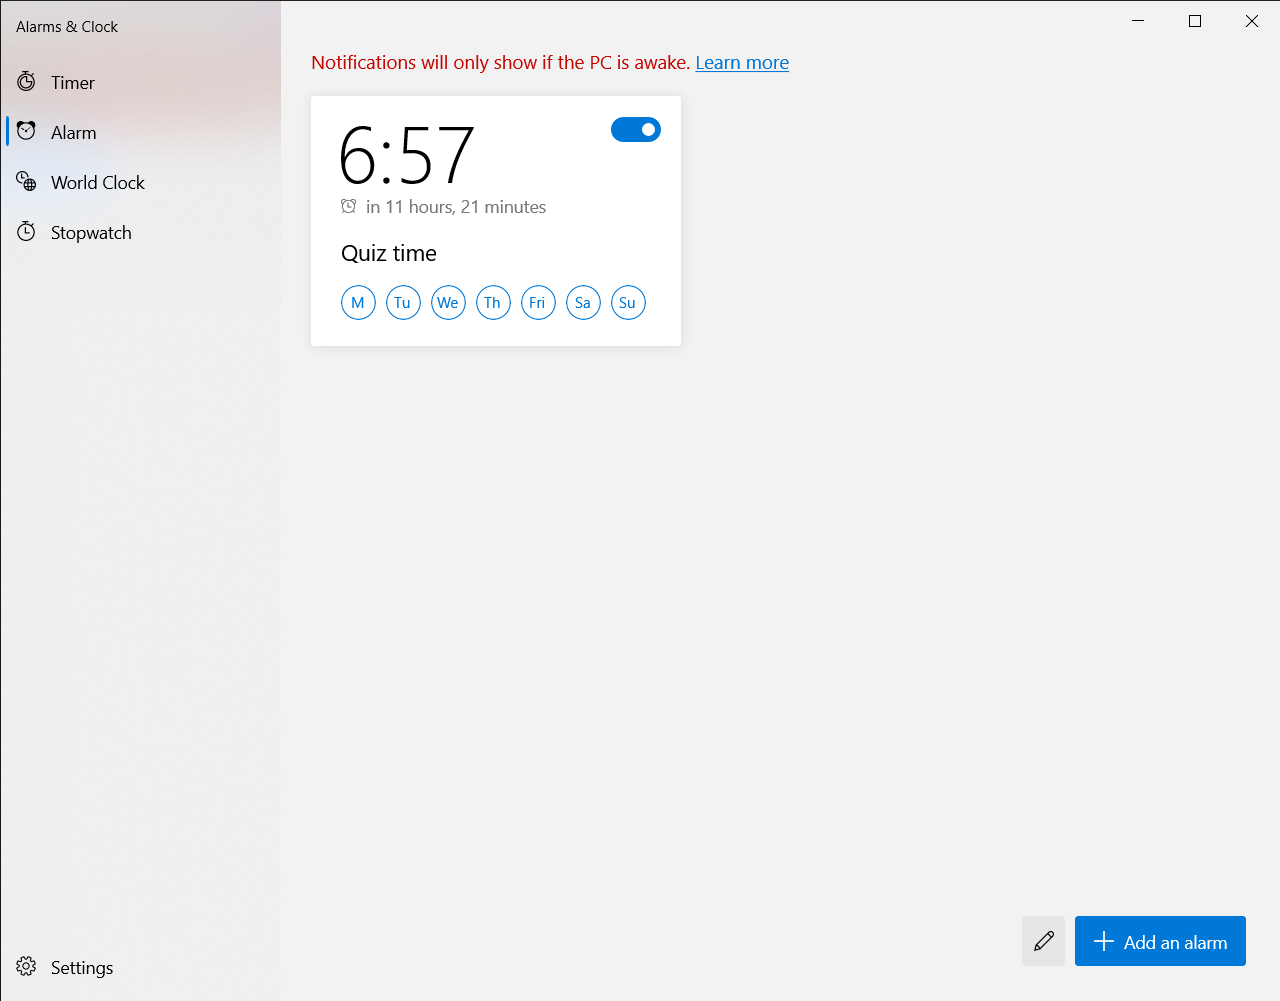 Alarms & Clock
Timer
Alarm
World Clock
Stopwatch
Settings
Notifications will only show if the PC is awake. Learn more
6:57
in 11 hours, 21 minutes
Quiz time
M Tu We Th Fri Sa Su
Add an alarm